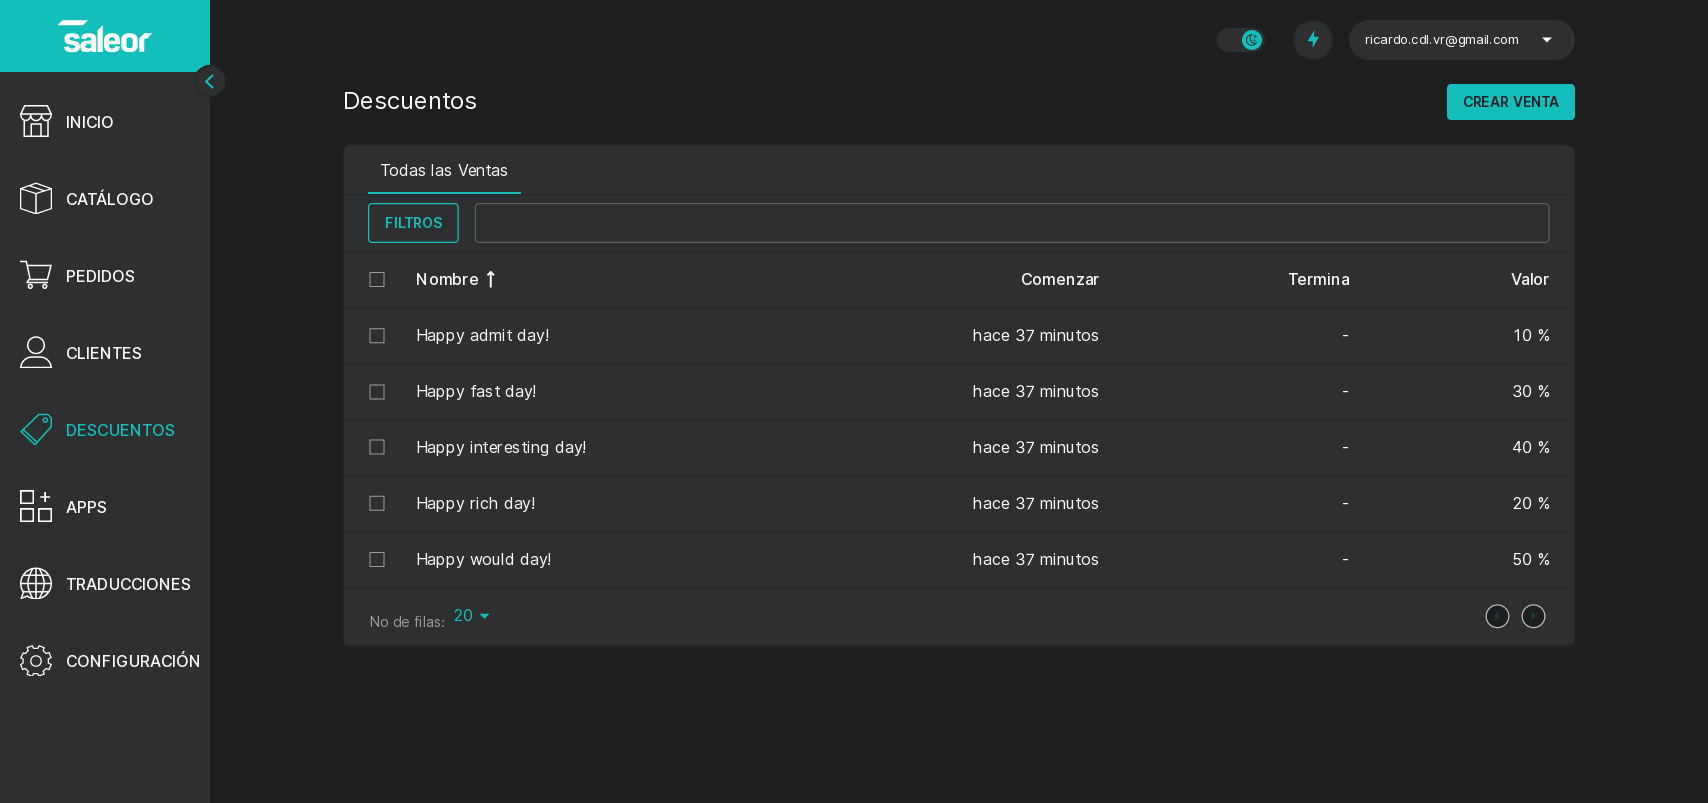 saleor
ricardo.cdl.vr@gmail.com
INICIO
CATÁLOGO
PEDIDOS
CLIENTES
DESCUENTOS
APPS
TRADUCCIONES
CONFIGURACIÓN
Descuentos
CREAR VENTA
Todas las Ventas
FILTROS
Nombre Comenzar Termina Valor
Happy admit day! hace 37 minutos - 10 %
Happy fast day! hace 37 minutos - 30 %
Happy interesting day! hace 37 minutos - 40 %
Happy rich day! hace 37 minutos - 20 %
Happy would day! hace 37 minutos - 50 %
No de filas: 20